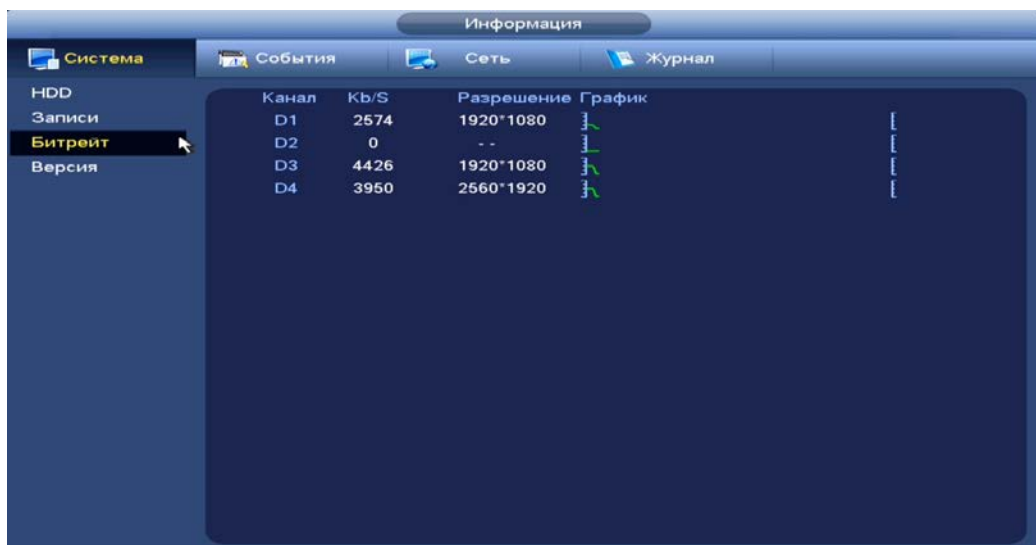 Информация
Система События Сеть Журнал
HDD
Записи
Битрейт
Версия
Канал Kb/S Разрешение График
D1 2574 1920*1080
D2 0 - -
D3 4426 1920*1080
D4 3950 2560*1920